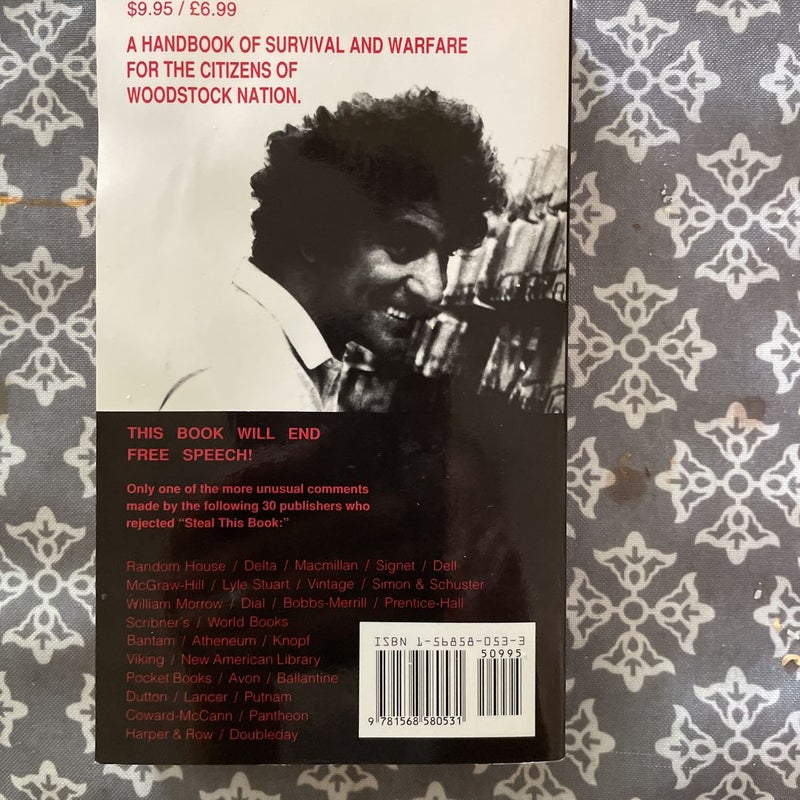 $9.95 / £6.99
A HANDBOOK OF SURVIVAL AND WARFARE
FOR THE CITIZENS OF
WOODSTOCK NATION.
THIS BOOK WILL END
FREE SPEECH!
Only one of the more unusual comments
made by the following 30 publishers who
rejected “Steal This Book:”
Random House / Delta / Macmillan / Signet / Dell
McGraw-Hill / Lyle Stuart / Vintage / Simon & Schuster
William Morrow / Dial / Bobbs-Merrill / Prentice-Hall
Scribner's / World Books
Bantam / Atheneum / Knopf
Viking / New American Library
Pocket Books / Avon / Ballantine
Dutton / Lancer / Putnam
Coward-McCann / Pantheon
Harper & Row / Doubleday
ISBN 1-56858-053-3
50995
9 781568 580531